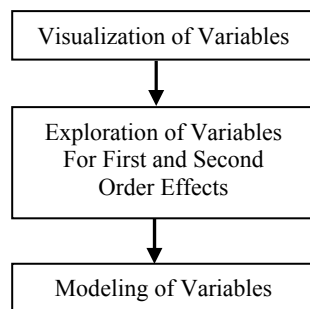 Visualization of Variables
Exploration of Variables
For First and Second
Order Effects
Modeling of Variables